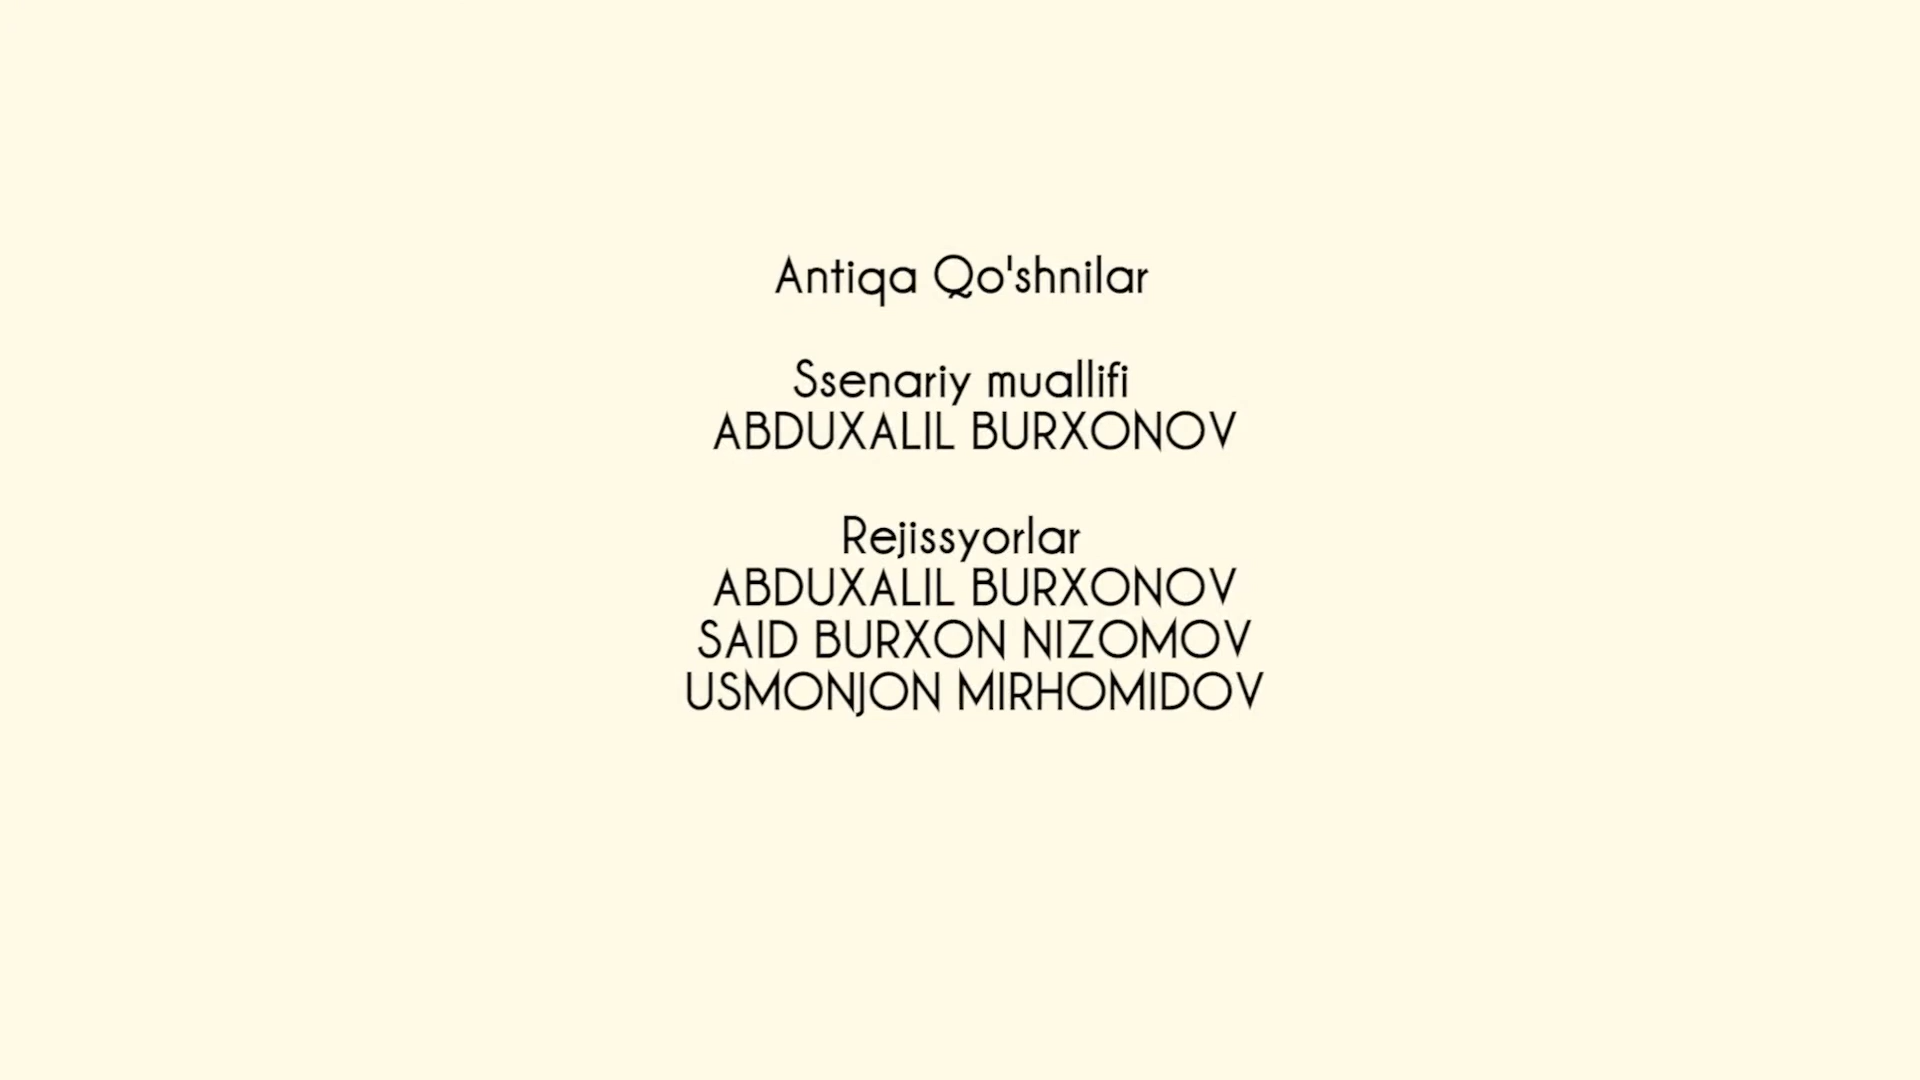 Antiqa Qo'shnilar
Ssenariy muallifi
ABDUXALIL BURXONOV
Rejissyorlar
ABDUXALIL BURXONOV
SAID BURXON NIZOMOV
USMONJON MIRHOMIDOV